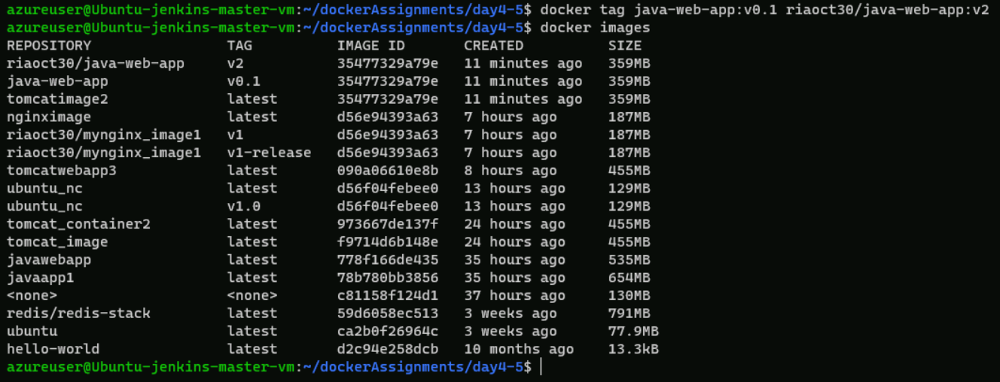 azureuser@Ubuntu-jenkins-master-vm:~/dockerAssignments/day4-5$ docker tag java-web-app:v0.1 riaoct30/java-web-app:v2
azureuser@Ubuntu-jenkins-master-vm:~/dockerAssignments/day4-5$ docker images
REPOSITORY TAG IMAGE ID CREATED SIZE
riaoct30/java-web-app v2 35477329a79e 11 minutes ago 359MB
java-web-app v0.1 35477329a79e 11 minutes ago 359MB
tomcatimage2 latest 35477329a79e 11 minutes ago 359MB
nginximage latest d56e94393a63 7 hours ago 187MB
riaoct30/mynginx_image1 v1 d56e94393a63 7 hours ago 187MB
riaoct30/mynginx_image1 v1-release d56e94393a63 7 hours ago 187MB
tomcatwebapp3 latest 090a06610e8b 8 hours ago 455MB
ubuntu_nc latest d56f04febee0 13 hours ago 129MB
ubuntu_nc v1.0 d56f04febee0 13 hours ago 129MB
tomcat_container2 latest 973667de137f 24 hours ago 455MB
tomcat_image latest f9714d6b148e 24 hours ago 455MB
javawebapp latest 778f166de435 35 hours ago 535MB
javaapp1 latest 78b780bb3856 35 hours ago 654MB
<none> <none> c81158f124d1 37 hours ago 130MB
redis/redis-stack latest 59d6058ec513 3 weeks ago 791MB
ubuntu latest ca2b0f26964c 3 weeks ago 77.9MB
hello-world latest d2c94e258dcb 10 months ago 13.3kB
azureuser@Ubuntu-jenkins-master-vm:~/dockerAssignments/day4-5$